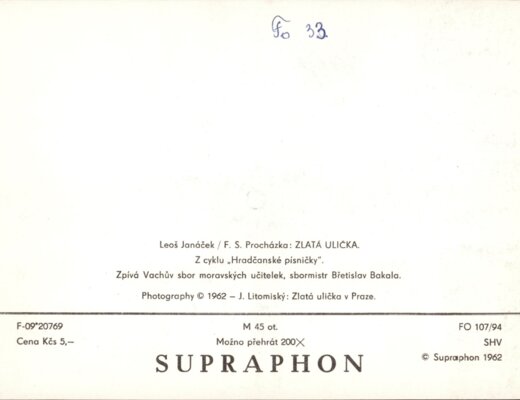 Fo 33
Leoš Janáček / F. S. Procházka: ZLATÁ ULIČKA.
Z cyklu „Hradčanské písničky".
Zpívá Vachův sbor moravských učitelek, sbormistr Břetislav Bakala.
Photography © 1962 – J. Litomiský: Zlatá ulička v Praze.
F-09*20769 M 45 ot. FO 107/94
Cena Kčs 5,– Možno přehrát 200X SHV
SUPRAPHON © Supraphon 1962